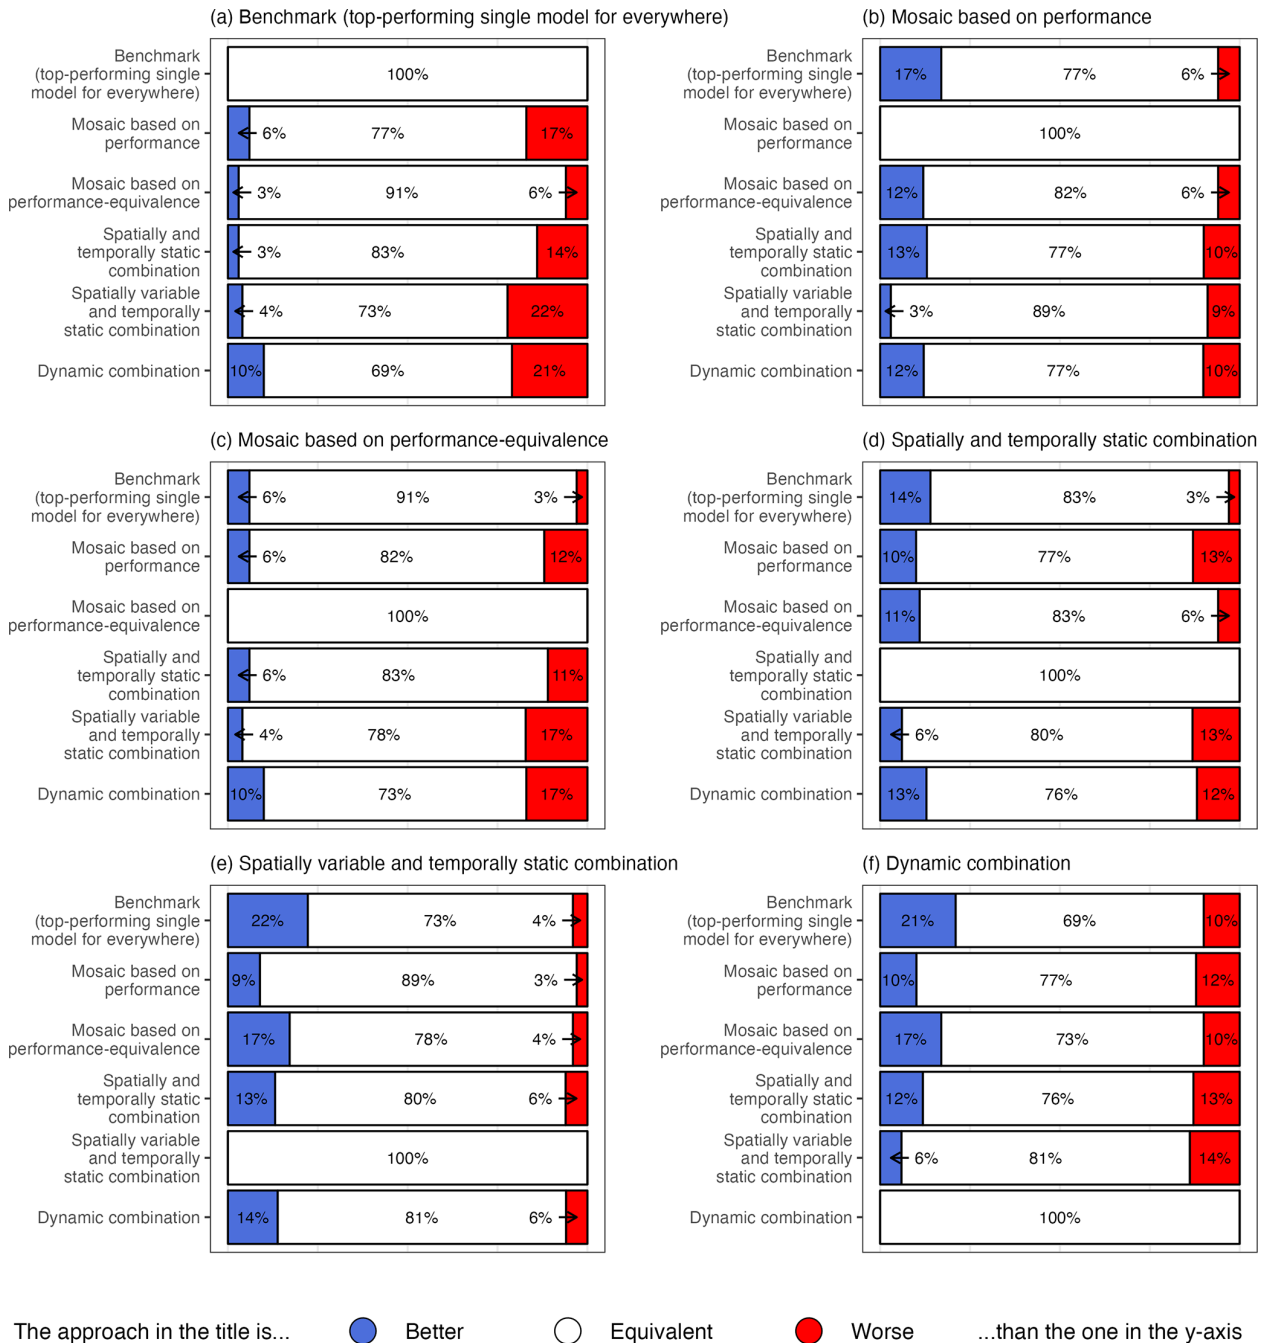 (a) Benchmark (top-performing single model for everywhere)
Benchmark
(top-performing single
model for everywhere)
100%
Mosaic based on
performance
6% 77% 17%
Mosaic based on
performance-equivalence
3% 91% 6%
Spatially and
temporally static
combination
3% 83% 14%
Spatially variable
and temporally
static combination
4% 73% 22%
Dynamic combination
10% 69% 21%
(b) Mosaic based on performance
Benchmark
(top-performing single
model for everywhere)
17% 77% 6%
Mosaic based on
performance
100%
Mosaic based on
performance-equivalence
12% 82% 6%
Spatially and
temporally static
combination
13% 77% 10%
Spatially variable
and temporally
static combination
3% 89% 9%
Dynamic combination
12% 77% 10%
(c) Mosaic based on performance-equivalence
Benchmark
(top-performing single
model for everywhere)
6% 91% 3%
Mosaic based on
performance
6% 82% 12%
Mosaic based on
performance-equivalence
100%
Spatially and
temporally static
combination
6% 83% 11%
Spatially variable
and temporally
static combination
4% 78% 17%
Dynamic combination
10% 73% 17%
(d) Spatially and temporally static combination
Benchmark
(top-performing single
model for everywhere)
14% 83% 3%
Mosaic based on
performance
10% 77% 13%
Mosaic based on
performance-equivalence
11% 83% 6%
Spatially and
temporally static
combination
100%
Spatially variable
and temporally
static combination
6% 80% 13%
Dynamic combination
13% 76% 12%
(e) Spatially variable and temporally static combination
Benchmark
(top-performing single
model for everywhere)
22% 73% 4%
Mosaic based on
performance
9% 89% 3%
Mosaic based on
performance-equivalence
17% 78% 4%
Spatially and
temporally static
combination
13% 80% 6%
Spatially variable
and temporally
static combination
100%
Dynamic combination
14% 81% 6%
(f) Dynamic combination
Benchmark
(top-performing single
model for everywhere)
21% 69% 10%
Mosaic based on
performance
10% 77% 12%
Mosaic based on
performance-equivalence
17% 73% 10%
Spatially and
temporally static
combination
12% 76% 13%
Spatially variable
and temporally
static combination
6% 81% 14%
Dynamic combination
100%
The approach in the title is... Better Equivalent Worse ...than the one in the y-axis